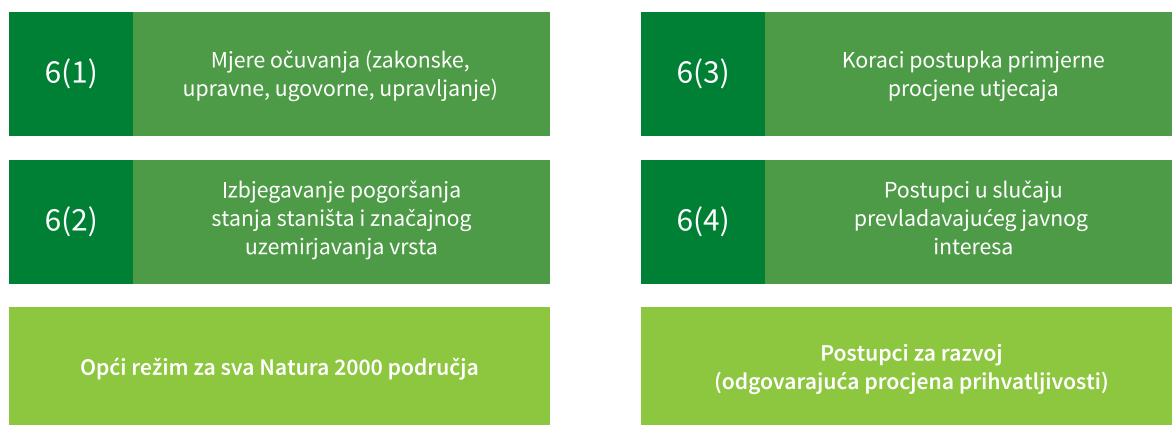 6(1)
Mjere očuvanja (zakonske,
upravne, ugovorne, upravljanje)
6(2)
Izbjegavanje pogoršanja
stanja staništa i značajnog
uzemirjavanja vrsta
Opći režim za sva Natura 2000 područja
6(3)
Koraci postupka primjerne
procjene utjecaja
6(4)
Postupci u slučaju
prevladavajućeg javnog
interesa
Postupci za razvoj
(odgovarajuća procjena prihvatljivosti)